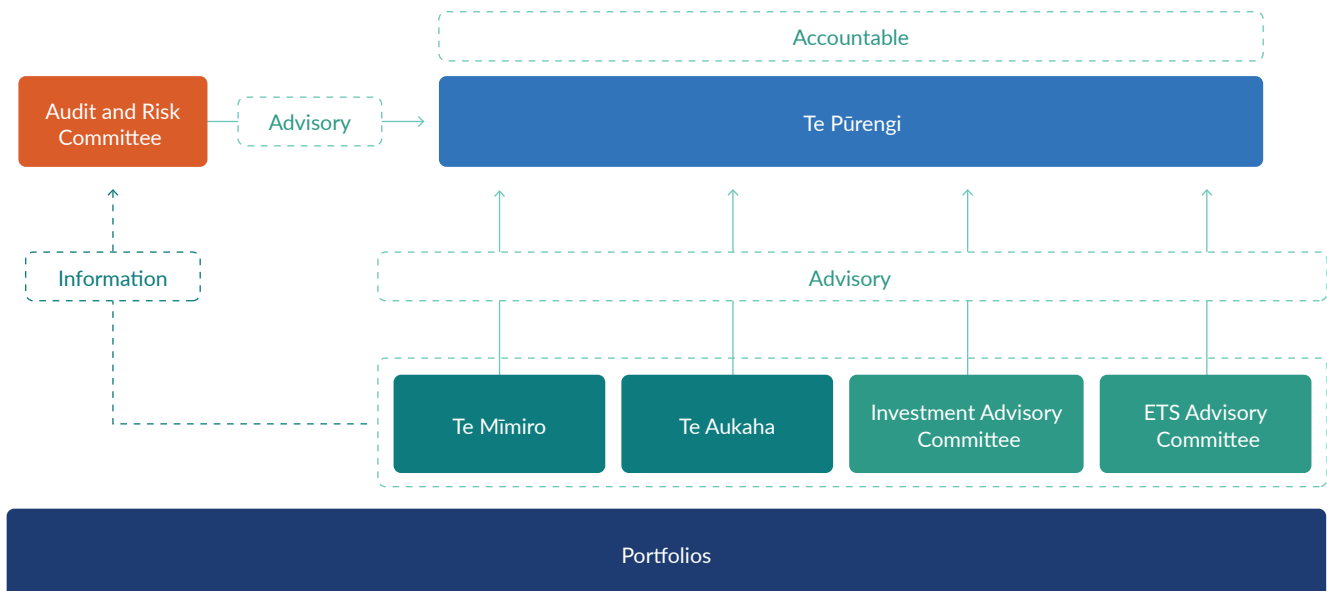 Accountable
Audit and Risk
Committee
Advisory
Te Pūrengi
Information
Advisory
Te Mīmiro
Te Aukaha
Investment Advisory
Committee
ETS Advisory
Committee
Portfolios